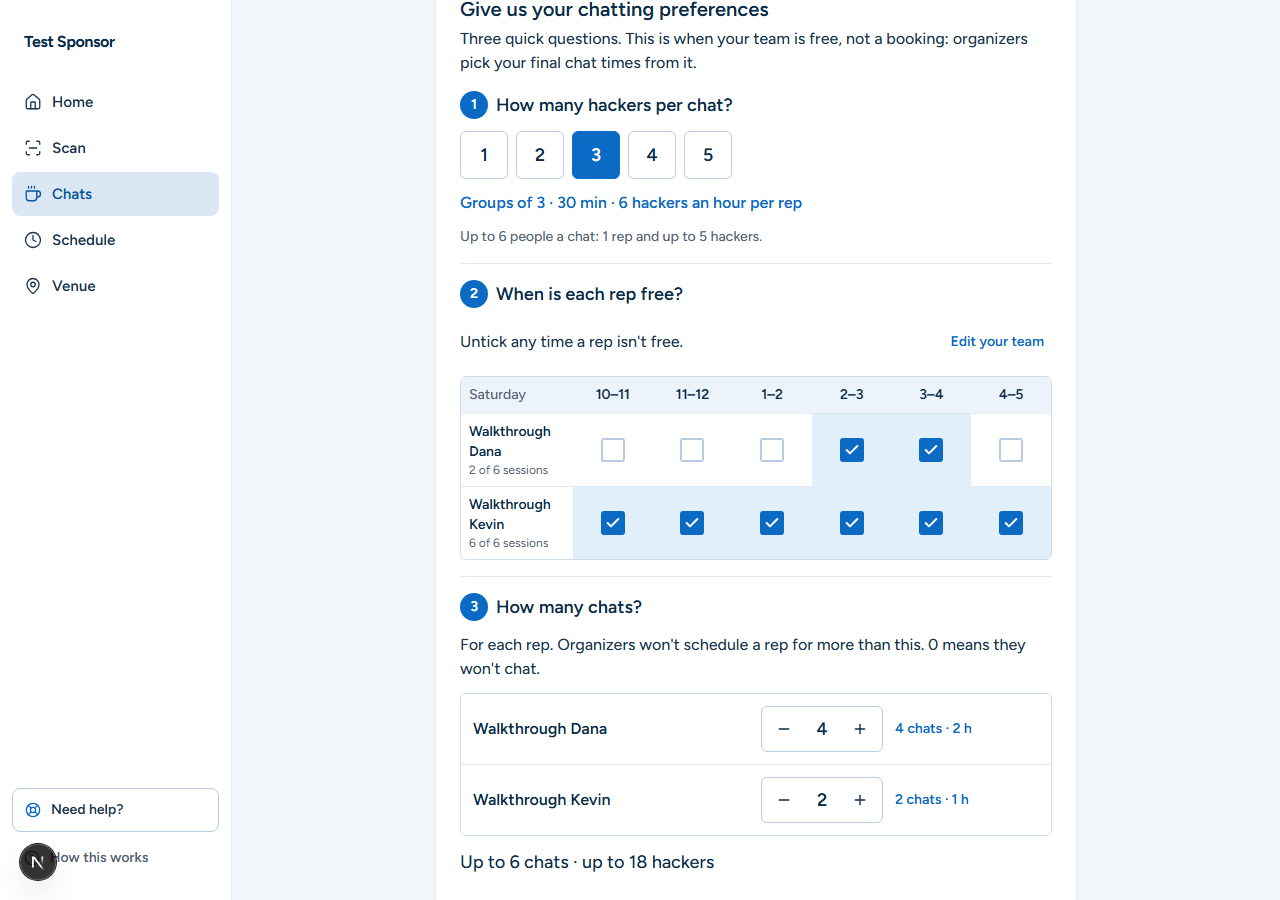 Test Sponsor
Home
Scan
Chats
Schedule
Venue
Need help?
How this works
N
Give us your chatting preferences
Three quick questions. This is when your team is free, not a booking: organizers
pick your final chat times from it.
1 How many hackers per chat?
1 2 3 4 5
Groups of 3 · 30 min · 6 hackers an hour per rep
Up to 6 people a chat: 1 rep and up to 5 hackers.
2 When is each rep free?
Untick any time a rep isn't free. Edit your team
Saturday 10–11 11–12 1–2 2–3 3–4 4–5
Walkthrough
Dana
2 of 6 sessions
Walkthrough
Kevin
6 of 6 sessions
3 How many chats?
For each rep. Organizers won't schedule a rep for more than this. 0 means they
won't chat.
Walkthrough Dana − 4 + 4 chats · 2 h
Walkthrough Kevin − 2 + 2 chats · 1 h
Up to 6 chats · up to 18 hackers